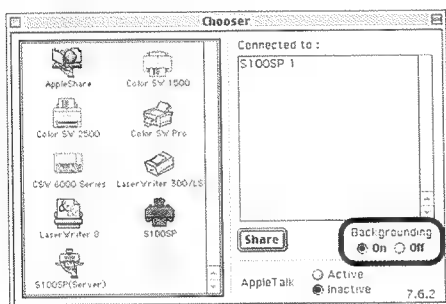 Chooser
AppleShare
Color SW 1500
Color SW 2500
Color SW Pro
CSW 6000 Series
LaserWriter 300/LS
LaserWriter 8
S100SP
S100SP(Server)
Connected to :
S100SP 1
Share
Backgrounding
On
Off
AppleTalk
Active
Inactive
7.6.2